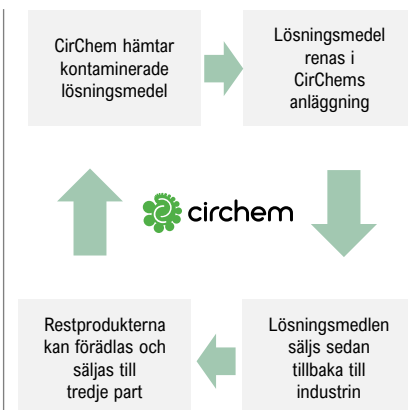 CirChem hämtar
kontaminerade
lösningsmedel
Lösningsmedel
renas i
CirChems
anläggning
circhem
Restprodukterna
kan förädlas och
säljas till
tredje part
Lösningsmedlen
säljs sedan
tillbaka till
industrin